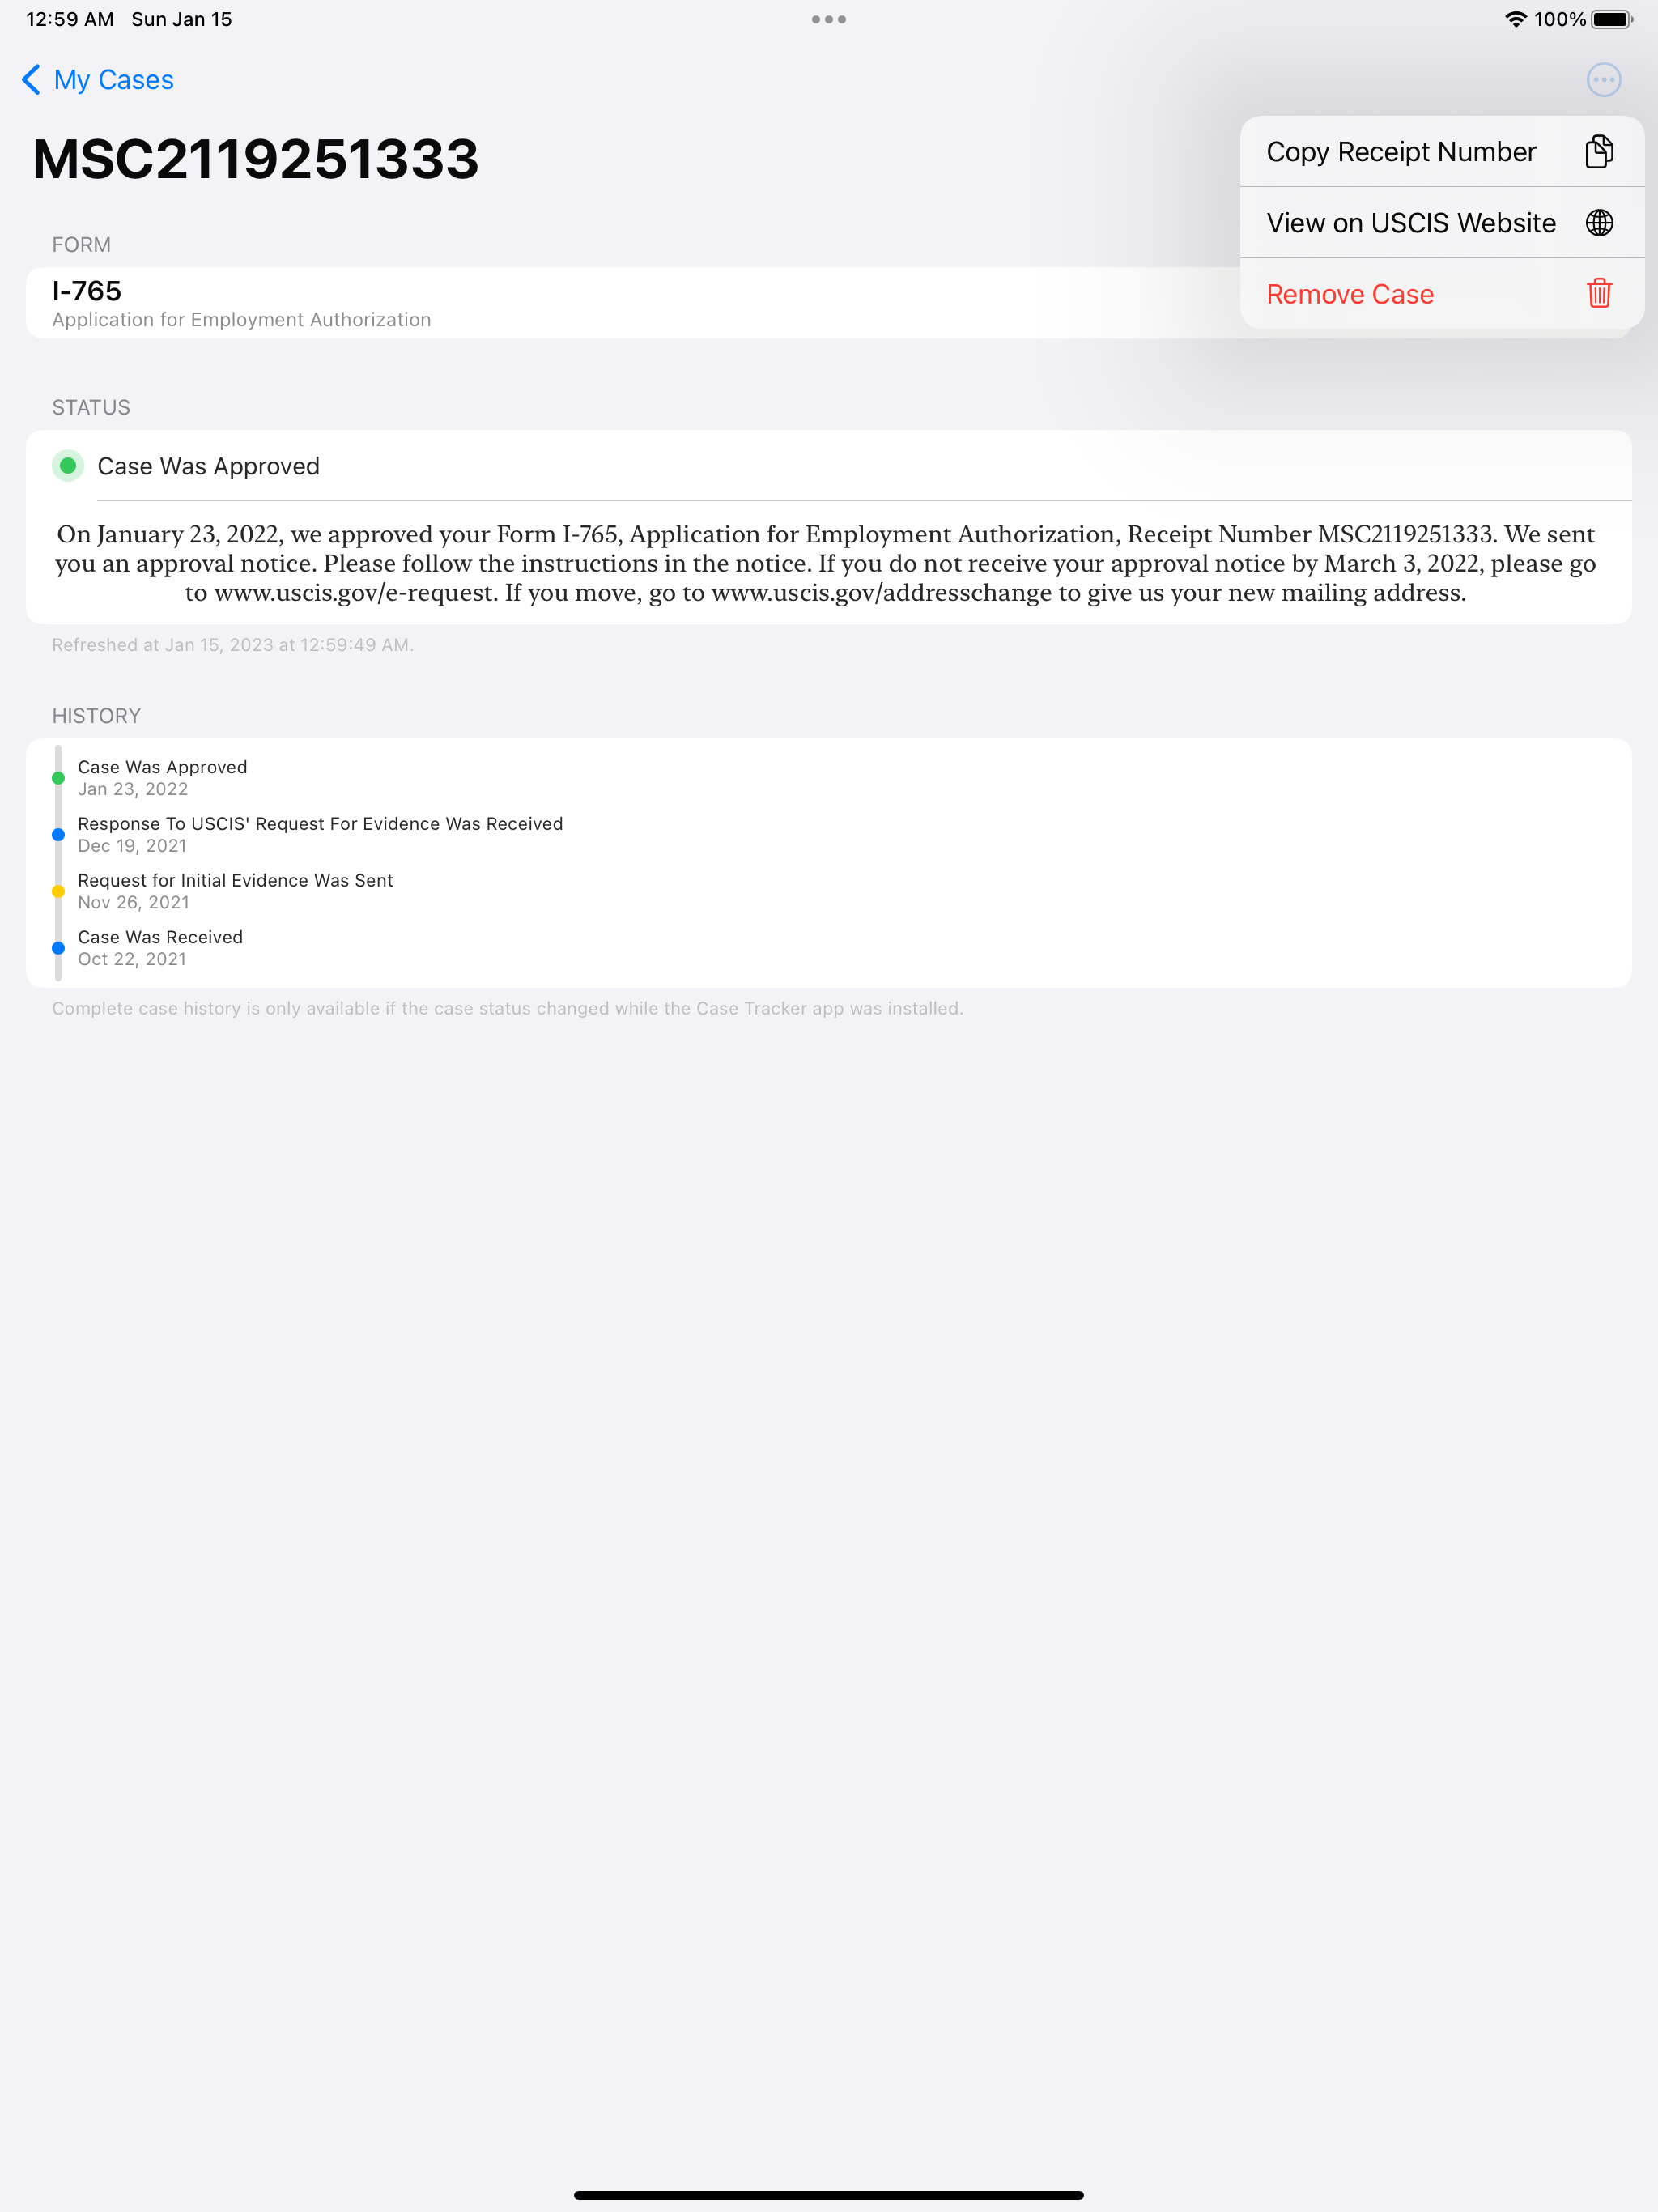 12:59 AM Sun Jan 15
100%
My Cases
MSC2119251333
Copy Receipt Number
View on USCIS Website
Remove Case
FORM
I-765
Application for Employment Authorization
STATUS
Case Was Approved
On January 23, 2022, we approved your Form I-765, Application for Employment Authorization, Receipt Number MSC2119251333. We sent
you an approval notice. Please follow the instructions in the notice. If you do not receive your approval notice by March 3, 2022, please go
to www.uscis.gov/e-request. If you move, go to www.uscis.gov/addresschange to give us your new mailing address.
Refreshed at Jan 15, 2023 at 12:59:49 AM.
HISTORY
Case Was Approved
Jan 23, 2022
Response To USCIS' Request For Evidence Was Received
Dec 19, 2021
Request for Initial Evidence Was Sent
Nov 26, 2021
Case Was Received
Oct 22, 2021
Complete case history is only available if the case status changed while the Case Tracker app was installed.